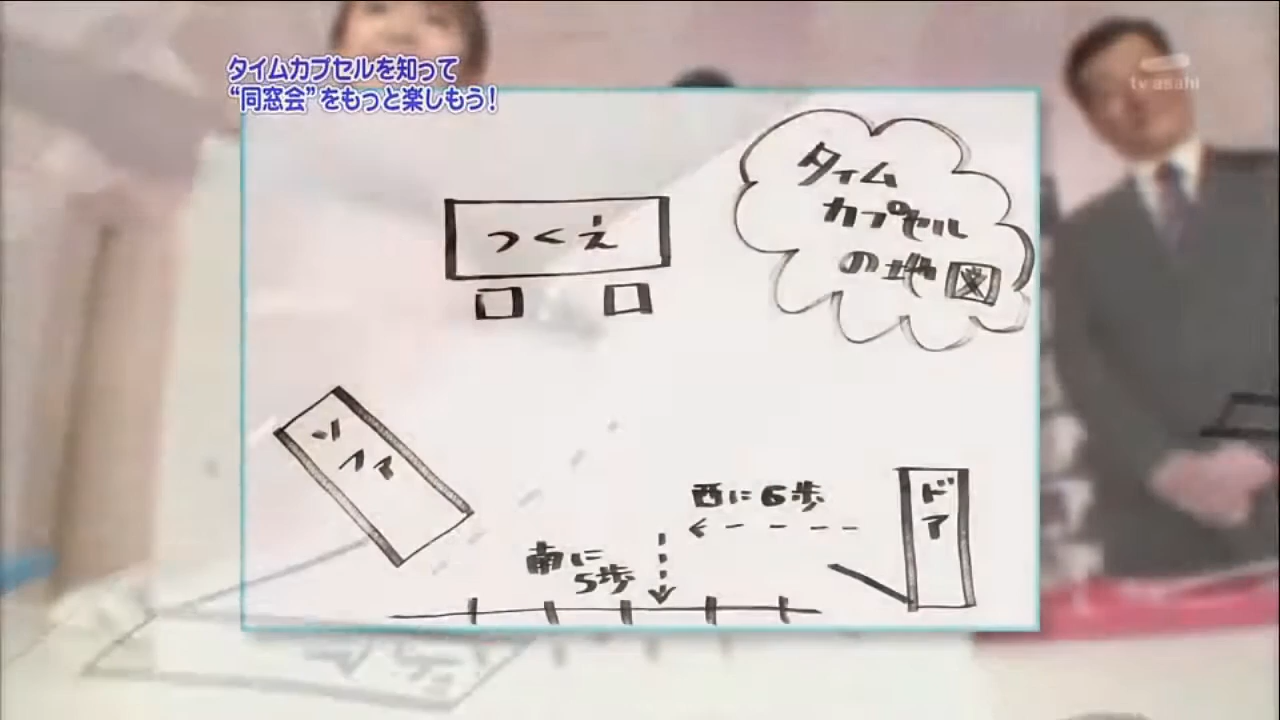 タイムカプセルを知って
“同窓会”をもっと楽しもう！
tv asahi
タイム
カプセル
の地図
つくえ
ソファ
西に6歩
ドア
南に
5歩